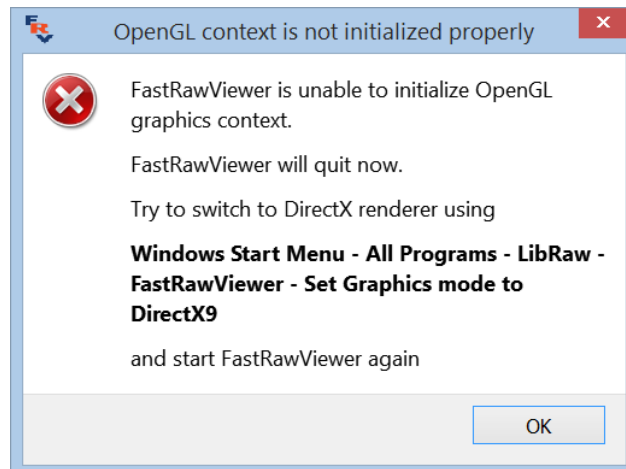 FRV
OpenGL context is not initialized properly
×
FastRawViewer is unable to initialize OpenGL
graphics context.
FastRawViewer will quit now.
Try to switch to DirectX renderer using
Windows Start Menu - All Programs - LibRaw -
FastRawViewer - Set Graphics mode to
DirectX9
and start FastRawViewer again
OK